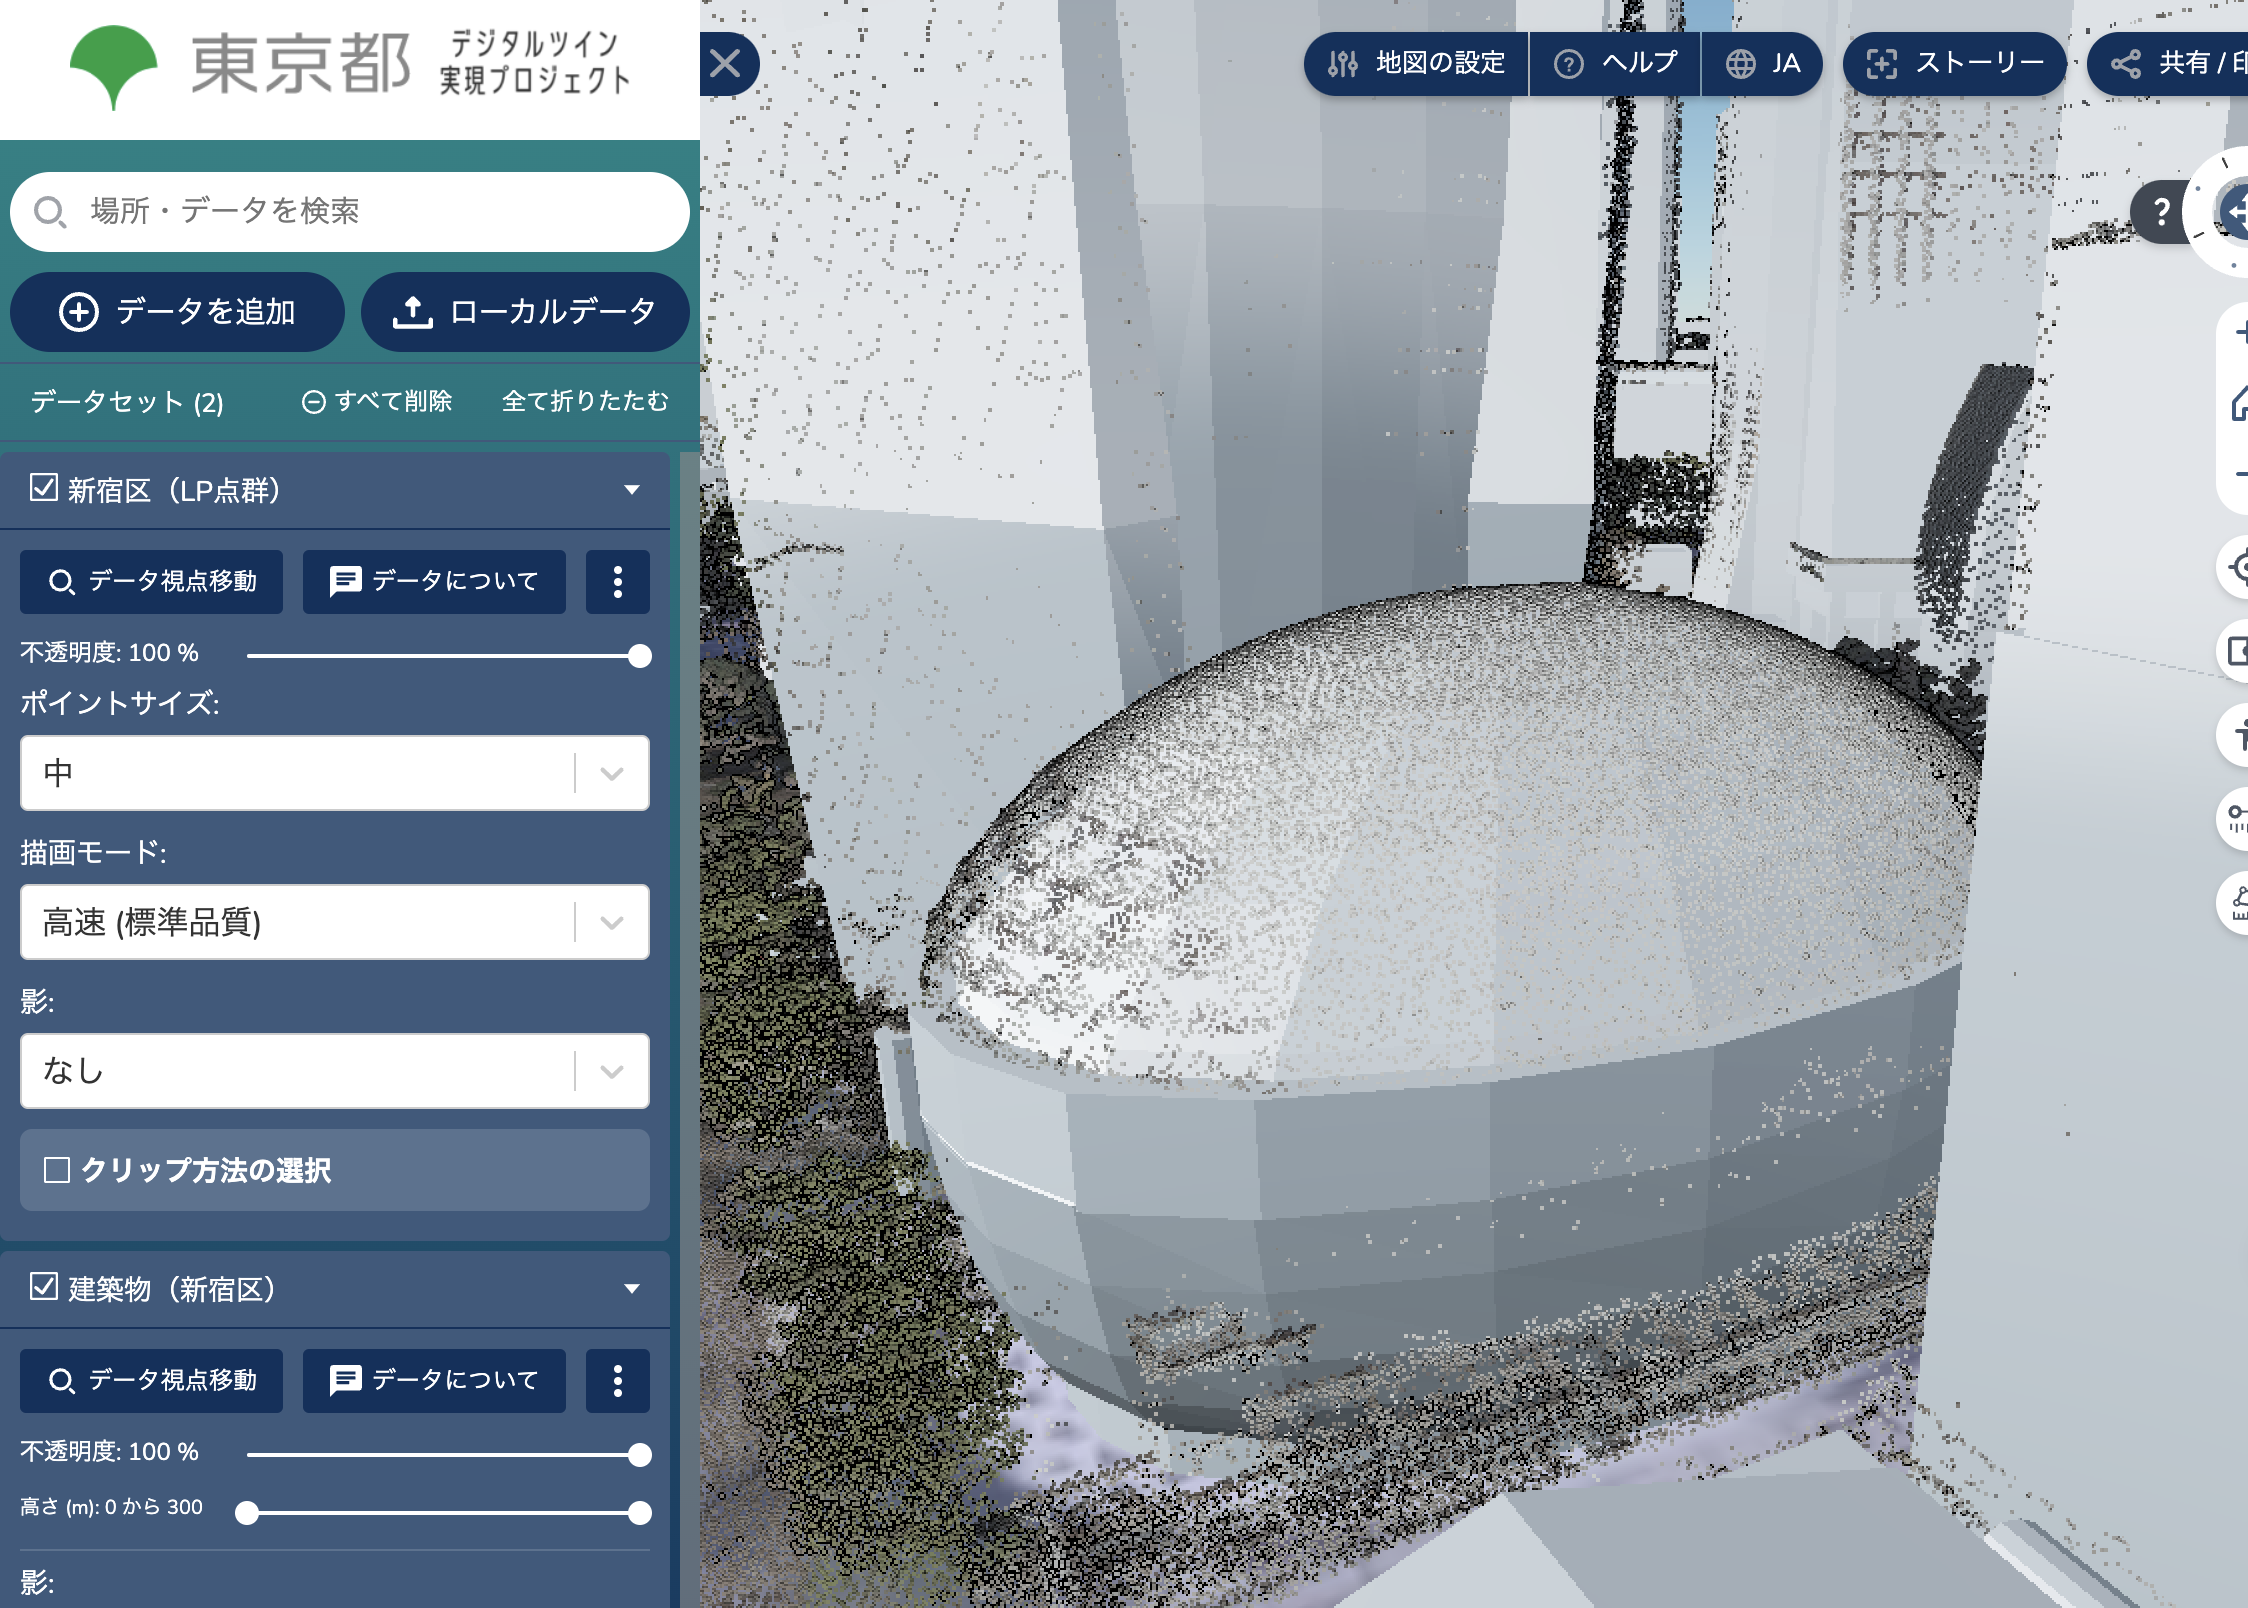 東京都
デジタルツイン
実現プロジェクト
地図の設定
ヘルプ
JA
ストーリー
共有 / 印
場所・データを検索
?
データを追加
ローカルデータ
データセット (2)
すべて削除
全て折りたたむ
新宿区（LP点群）
データ視点移動
データについて
不透明度: 100 %
ポイントサイズ:
中
描画モード:
高速 (標準品質)
影:
なし
クリップ方法の選択
建築物（新宿区）
データ視点移動
データについて
不透明度: 100 %
高さ (m): 0 から 300
影: